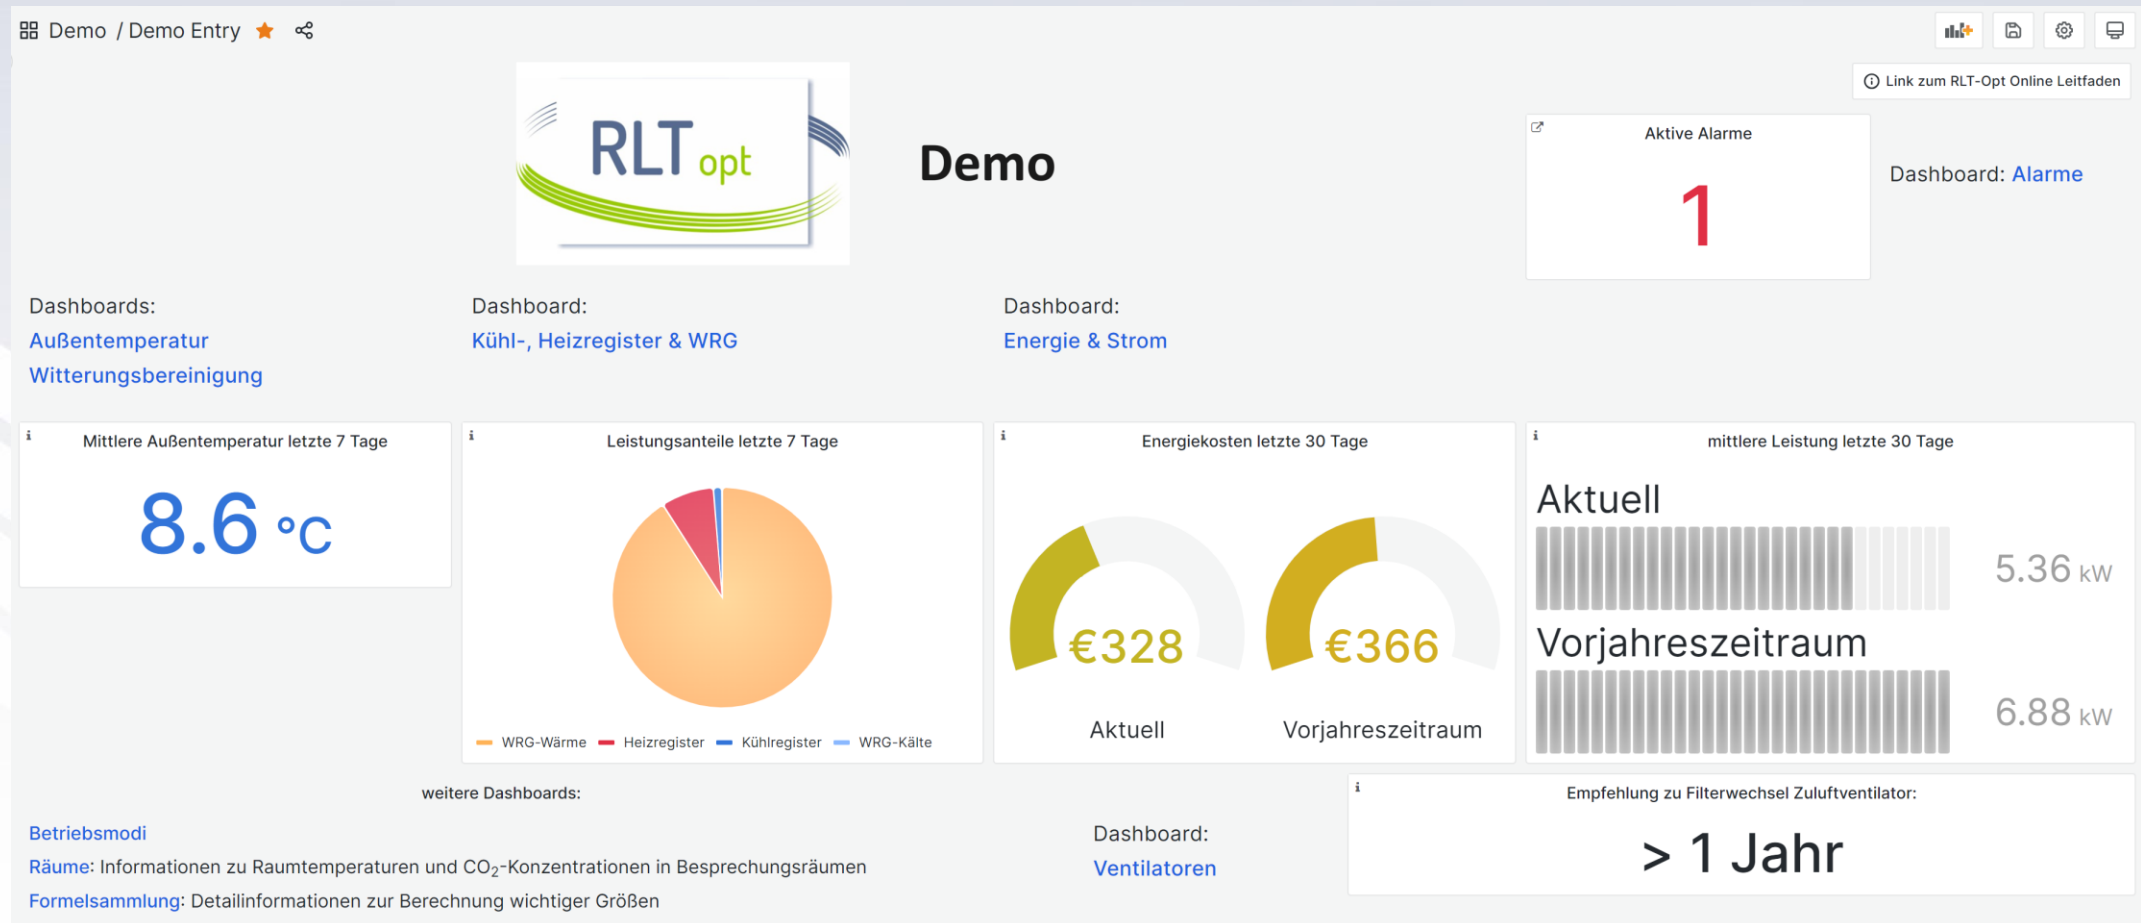 Demo / Demo Entry
Link zum RLT-Opt Online Leitfaden
RLT opt
Demo
Aktive Alarme
1
Dashboard: Alarme
Dashboards:
Außentemperatur
Witterungsbereinigung
Dashboard:
Kühl-, Heizregister & WRG
Dashboard:
Energie & Strom
Mittlere Außentemperatur letzte 7 Tage
8.6 °C
Leistungsanteile letzte 7 Tage
WRG-Wärme Heizregister Kühlregister WRG-Kälte
Energiekosten letzte 30 Tage
€328 €366
Aktuell Vorjahreszeitraum
mittlere Leistung letzte 30 Tage
Aktuell
5.36 kW
Vorjahreszeitraum
6.88 kW
weitere Dashboards:
Betriebsmodi
Räume: Informationen zu Raumtemperaturen und CO₂-Konzentrationen in Besprechungsräumen
Formelsammlung: Detailinformationen zur Berechnung wichtiger Größen
Dashboard:
Ventilatoren
Empfehlung zu Filterwechsel Zuluftventilator:
> 1 Jahr